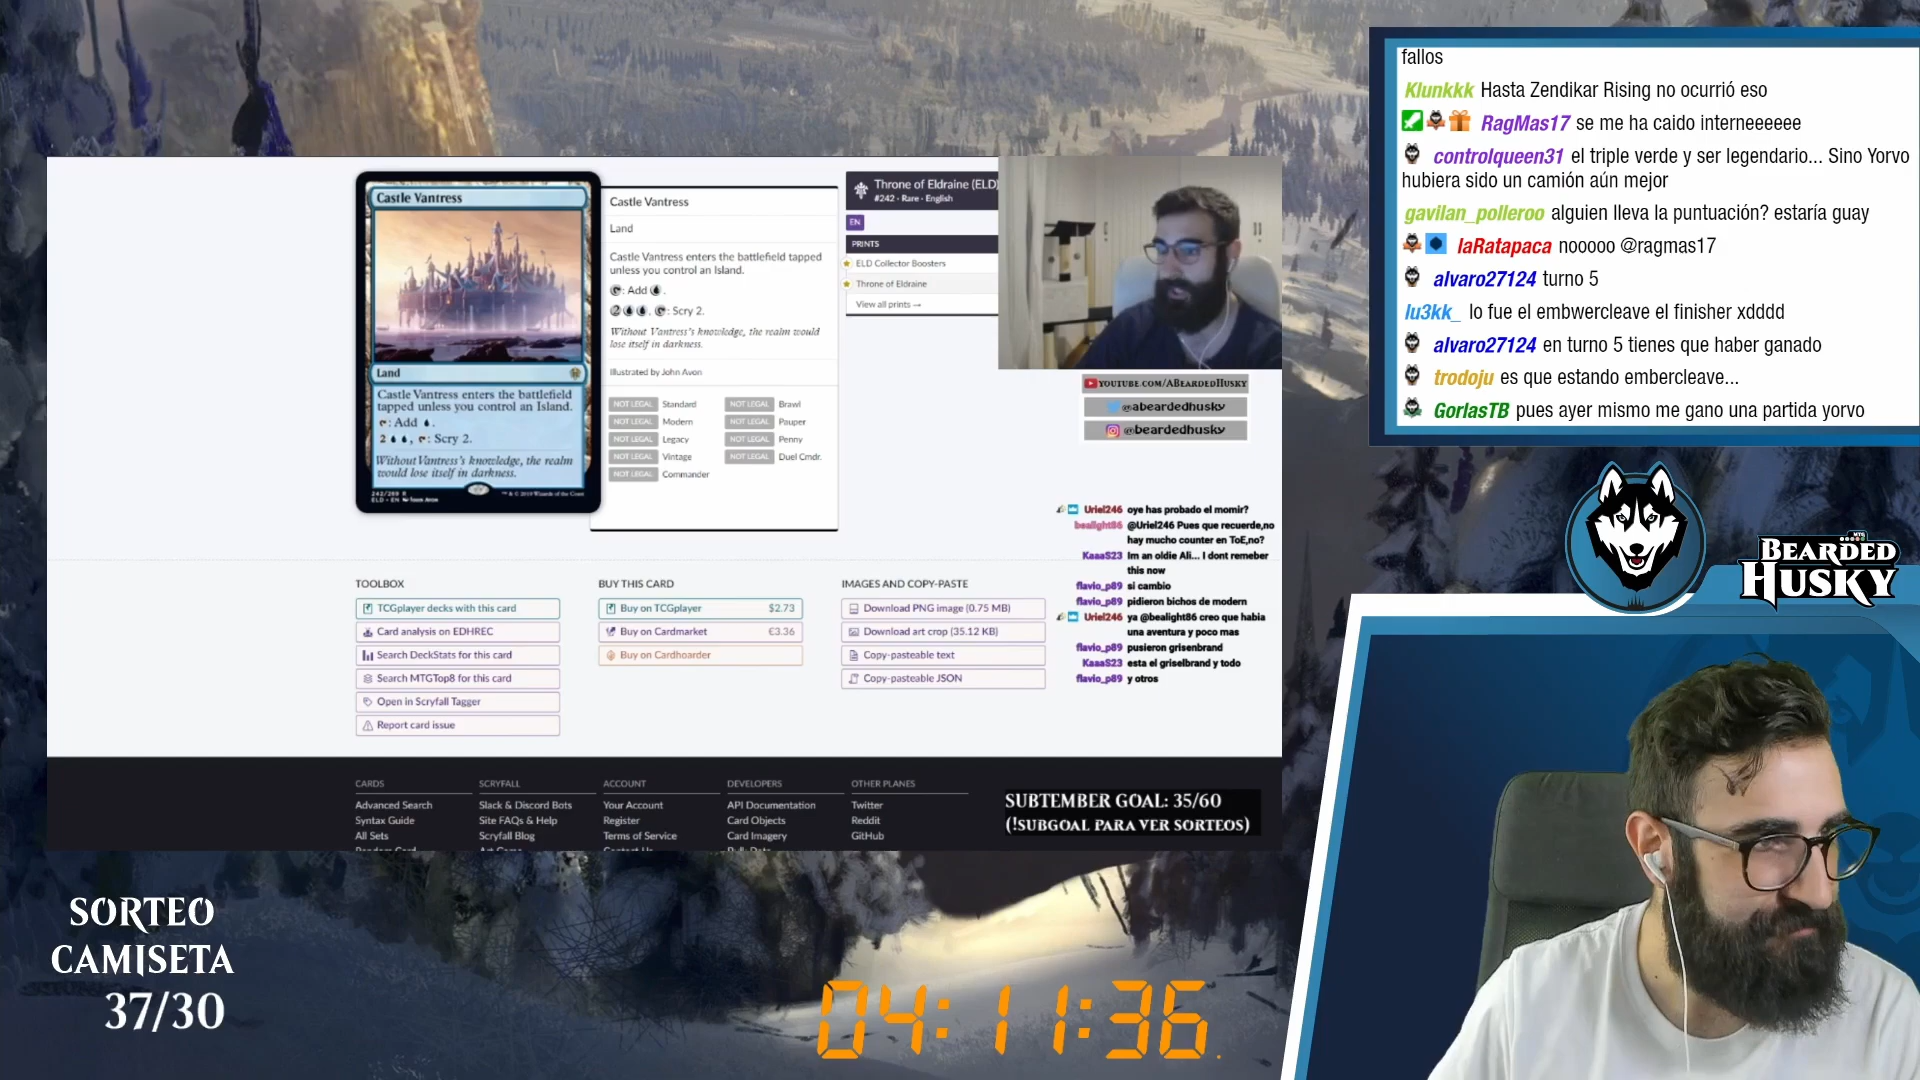 Castle Vantress
Land
Castle Vantress enters the battlefield
tapped unless you control an Island.
: Add .
2 , : Scry 2.
Without Vantress's knowledge, the realm
would lose itself in darkness.
242/269 R
ELD • EN
Castle Vantress
Land
Castle Vantress enters the battlefield tapped
unless you control an Island.
: Add .
2 , : Scry 2.
Without Vantress's knowledge, the realm would
lose itself in darkness.
Illustrated by John Avon
NOT LEGAL Standard NOT LEGAL Brawl
NOT LEGAL Modern NOT LEGAL Pauper
NOT LEGAL Legacy NOT LEGAL Penny
NOT LEGAL Vintage NOT LEGAL Duel Cmdr.
NOT LEGAL Commander
Throne of Eldraine (ELD)
#242 · Rare · English
EN
PRINTS
ELD Collector Boosters
Throne of Eldraine
View all prints →
YOUTUBE.COM/ABEARDEDHUSKY
@abeardedhusky
@beardedhusky
Uriel246 oye has probado el momir?
bealight86 @Uriel246 Pues que recuerde,no
hay mucho counter en ToE,no?
KaaaS23 Im an oldie Ali... I dont remeber
this now
flavio_p89 si cambio
flavio_p89 pidieron bichos de modern
Uriel246 ya @bealight86 creo que habia
una aventura y poco mas
flavio_p89 pusieron grisenbrand
KaaaS23 esta el griselbrand y todo
flavio_p89 y otros
TOOLBOX
TCGplayer decks with this card
Card analysis on EDHREC
Search DeckStats for this card
Search MTGTop8 for this card
Open in Scryfall Tagger
Report card issue
BUY THIS CARD
Buy on TCGplayer $2.73
Buy on Cardmarket €3.36
Buy on Cardhoarder
IMAGES AND COPY-PASTE
Download PNG image (0.75 MB)
Download art crop (35.12 KB)
Copy-pasteable text
Copy-pasteable JSON
CARDS
Advanced Search
Syntax Guide
All Sets
Random Card
SCRYFALL
Slack & Discord Bots
Site FAQs & Help
Scryfall Blog
ACCOUNT
Your Account
Register
Terms of Service
Contact Us
DEVELOPERS
API Documentation
Card Objects
Card Imagery
Bulk Data
OTHER PLANES
Twitter
Reddit
GitHub
SUBTEMBER GOAL: 35/60
(!SUBGOAL PARA VER SORTEOS)
fallos
Klunkkk Hasta Zendikar Rising no ocurrió eso
RagMas17 se me ha caido interneeeeee
controlqueen31 el triple verde y ser legendario... Sino Yorvo
hubiera sido un camión aún mejor
gavilan_polleroo alguien lleva la puntuación? estaría guay
laRatapaca nooooo @ragmas17
alvaro27124 turno 5
lu3kk_ lo fue el embwercleave el finisher xdddd
alvaro27124 en turno 5 tienes que haber ganado
trodoju es que estando embercleave...
GorlasTB pues ayer mismo me gano una partida yorvo
MTG
BEARDED
HUSKY
SORTEO
CAMISETA
37/30
04:11:36